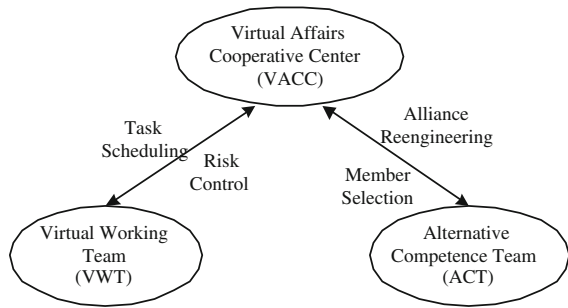 Virtual Affairs
Cooperative Center
(VACC)
Task
Scheduling
Risk
Control
Alliance
Reengineering
Member
Selection
Virtual Working
Team
(VWT)
Alternative
Competence Team
(ACT)